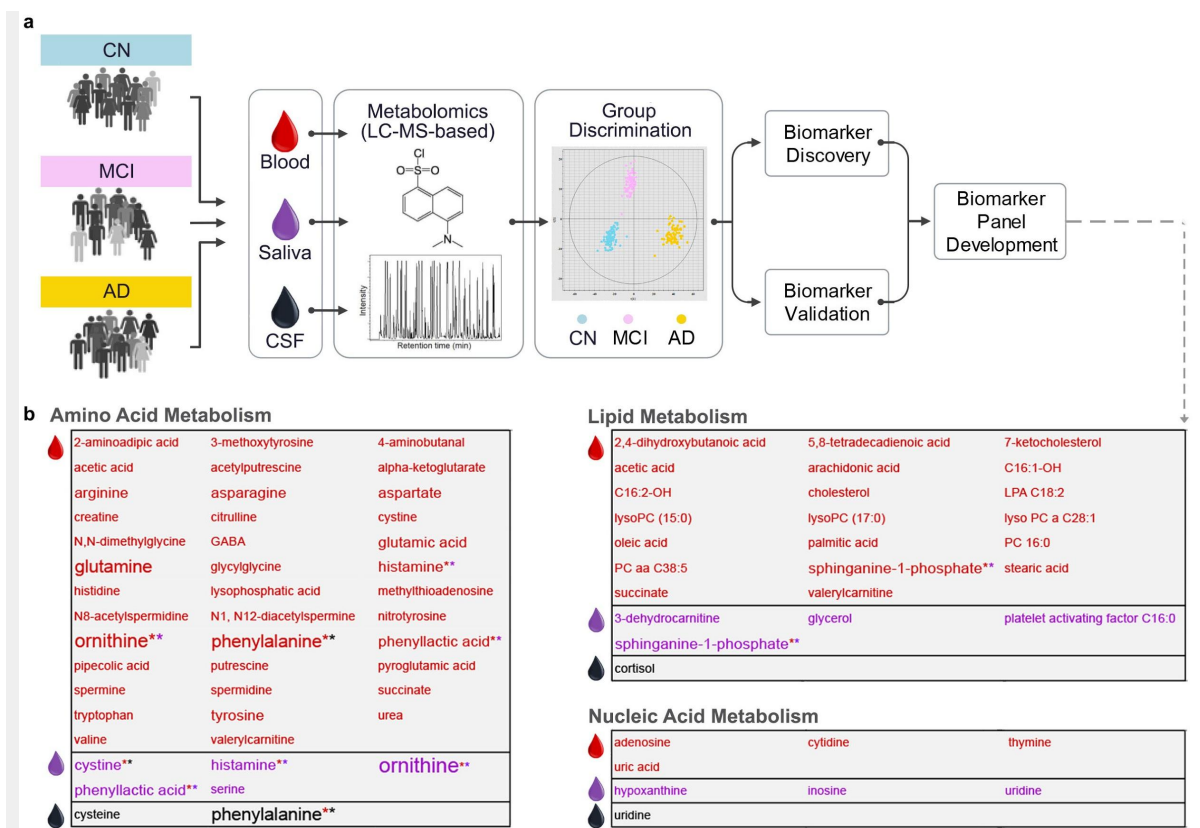 a
CN
MCI
AD
Blood
Saliva
CSF
Metabolomics
(LC-MS-based)
Cl
O=S=O
N
Intensity
Retention time (min)
Group
Discrimination
CN MCI AD
Biomarker
Discovery
Biomarker
Validation
Biomarker
Panel
Development
b Amino Acid Metabolism
2-aminoadipic acid 3-methoxytyrosine 4-aminobutanal
acetic acid acetylputrescine alpha-ketoglutarate
arginine asparagine aspartate
creatine citrulline cystine
N,N-dimethylglycine GABA glutamic acid
glutamine glycylglycine histamine**
histidine lysophosphatic acid methylthioadenosine
N8-acetylspermidine N1, N12-diacetylspermine nitrotyrosine
ornithine** phenylalanine** phenyllactic acid**
pipecolic acid putrescine pyroglutamic acid
spermine spermidine succinate
tryptophan tyrosine urea
valine valerylcarnitine
cystine** histamine** ornithine**
phenyllactic acid** serine
cysteine phenylalanine**
Lipid Metabolism
2,4-dihydroxybutanoic acid 5,8-tetradecadienoic acid 7-ketocholesterol
acetic acid arachidonic acid C16:1-OH
C16:2-OH cholesterol LPA C18:2
lysoPC (15:0) lysoPC (17:0) lyso PC a C28:1
oleic acid palmitic acid PC 16:0
PC aa C38:5 sphinganine-1-phosphate** stearic acid
succinate valerylcarnitine
3-dehydrocarnitine glycerol platelet activating factor C16:0
sphinganine-1-phosphate**
cortisol
Nucleic Acid Metabolism
adenosine cytidine thymine
uric acid
hypoxanthine inosine uridine
uridine